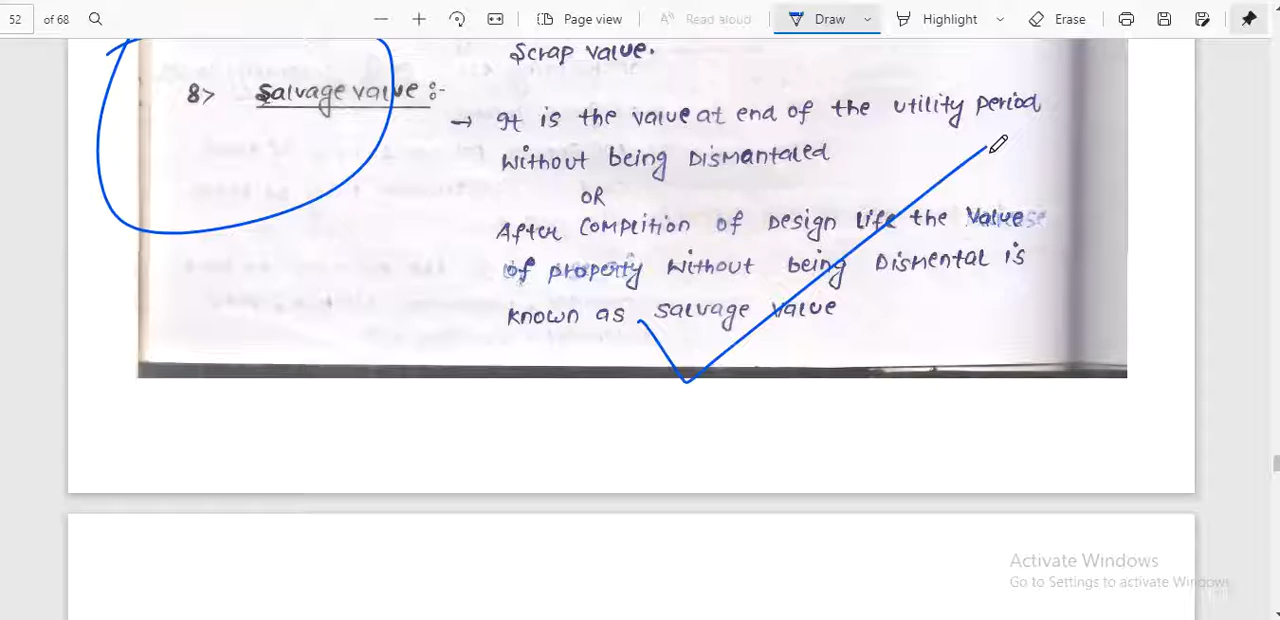 52 of 68 Page view Read aloud Draw Highlight Erase
Scrap value.
8> Salvage value :-
→ It is the value at end of the utility period
without being Dismantaled
OR
After Complition of Design life the Value
of property without being Dismental is
known as salvage value
Activate Windows
Go to Settings to activate Windows